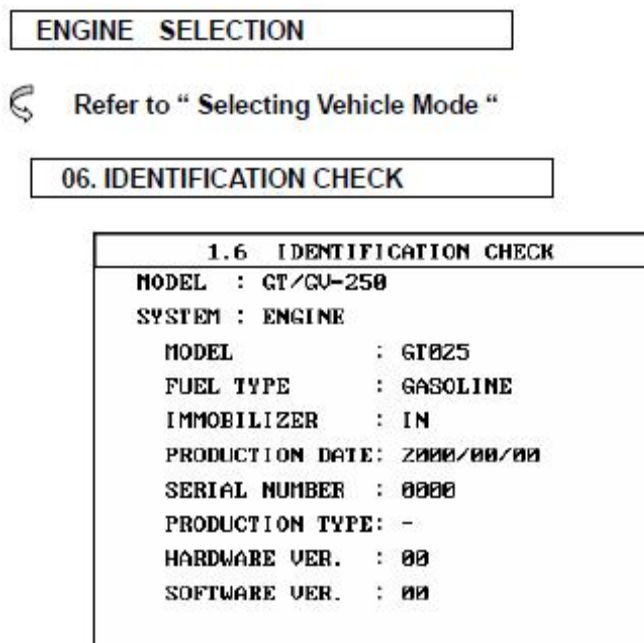 ENGINE SELECTION
Refer to “ Selecting Vehicle Mode “
06. IDENTIFICATION CHECK
1.6 IDENTIFICATION CHECK
MODEL : GT/GV-250
SYSTEM : ENGINE
MODEL : GT025
FUEL TYPE : GASOLINE
IMMOBILIZER : IN
PRODUCTION DATE: Z000/00/00
SERIAL NUMBER : 0000
PRODUCTION TYPE: -
HARDWARE VER. : 00
SOFTWARE VER. : 00